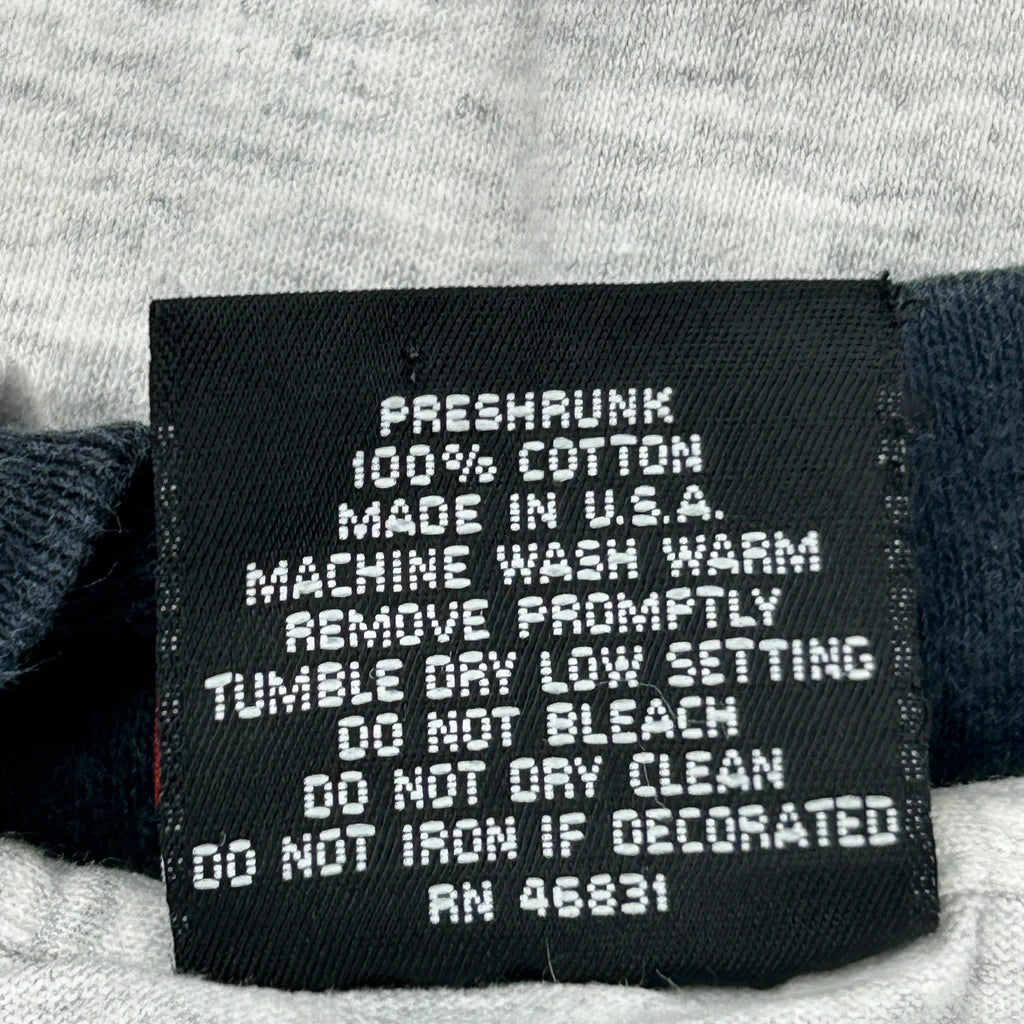 PRESHRUNK
100% COTTON
MADE IN U.S.A.
MACHINE WASH WARM
REMOVE PROMPTLY
TUMBLE DRY LOW SETTING
DO NOT BLEACH
DO NOT DRY CLEAN
DO NOT IRON IF DECORATED
RN 46831